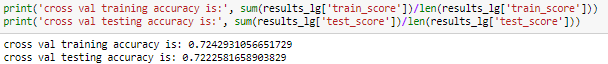 print('cross val training accuracy is:', sum(results_lg['train_score'])/len(results_lg['train_score']))
print('cross val testing accuracy is:', sum(results_lg['test_score'])/len(results_lg['test_score']))
cross val training accuracy is: 0.7242931056651729
cross val testing accuracy is: 0.7222581658903829